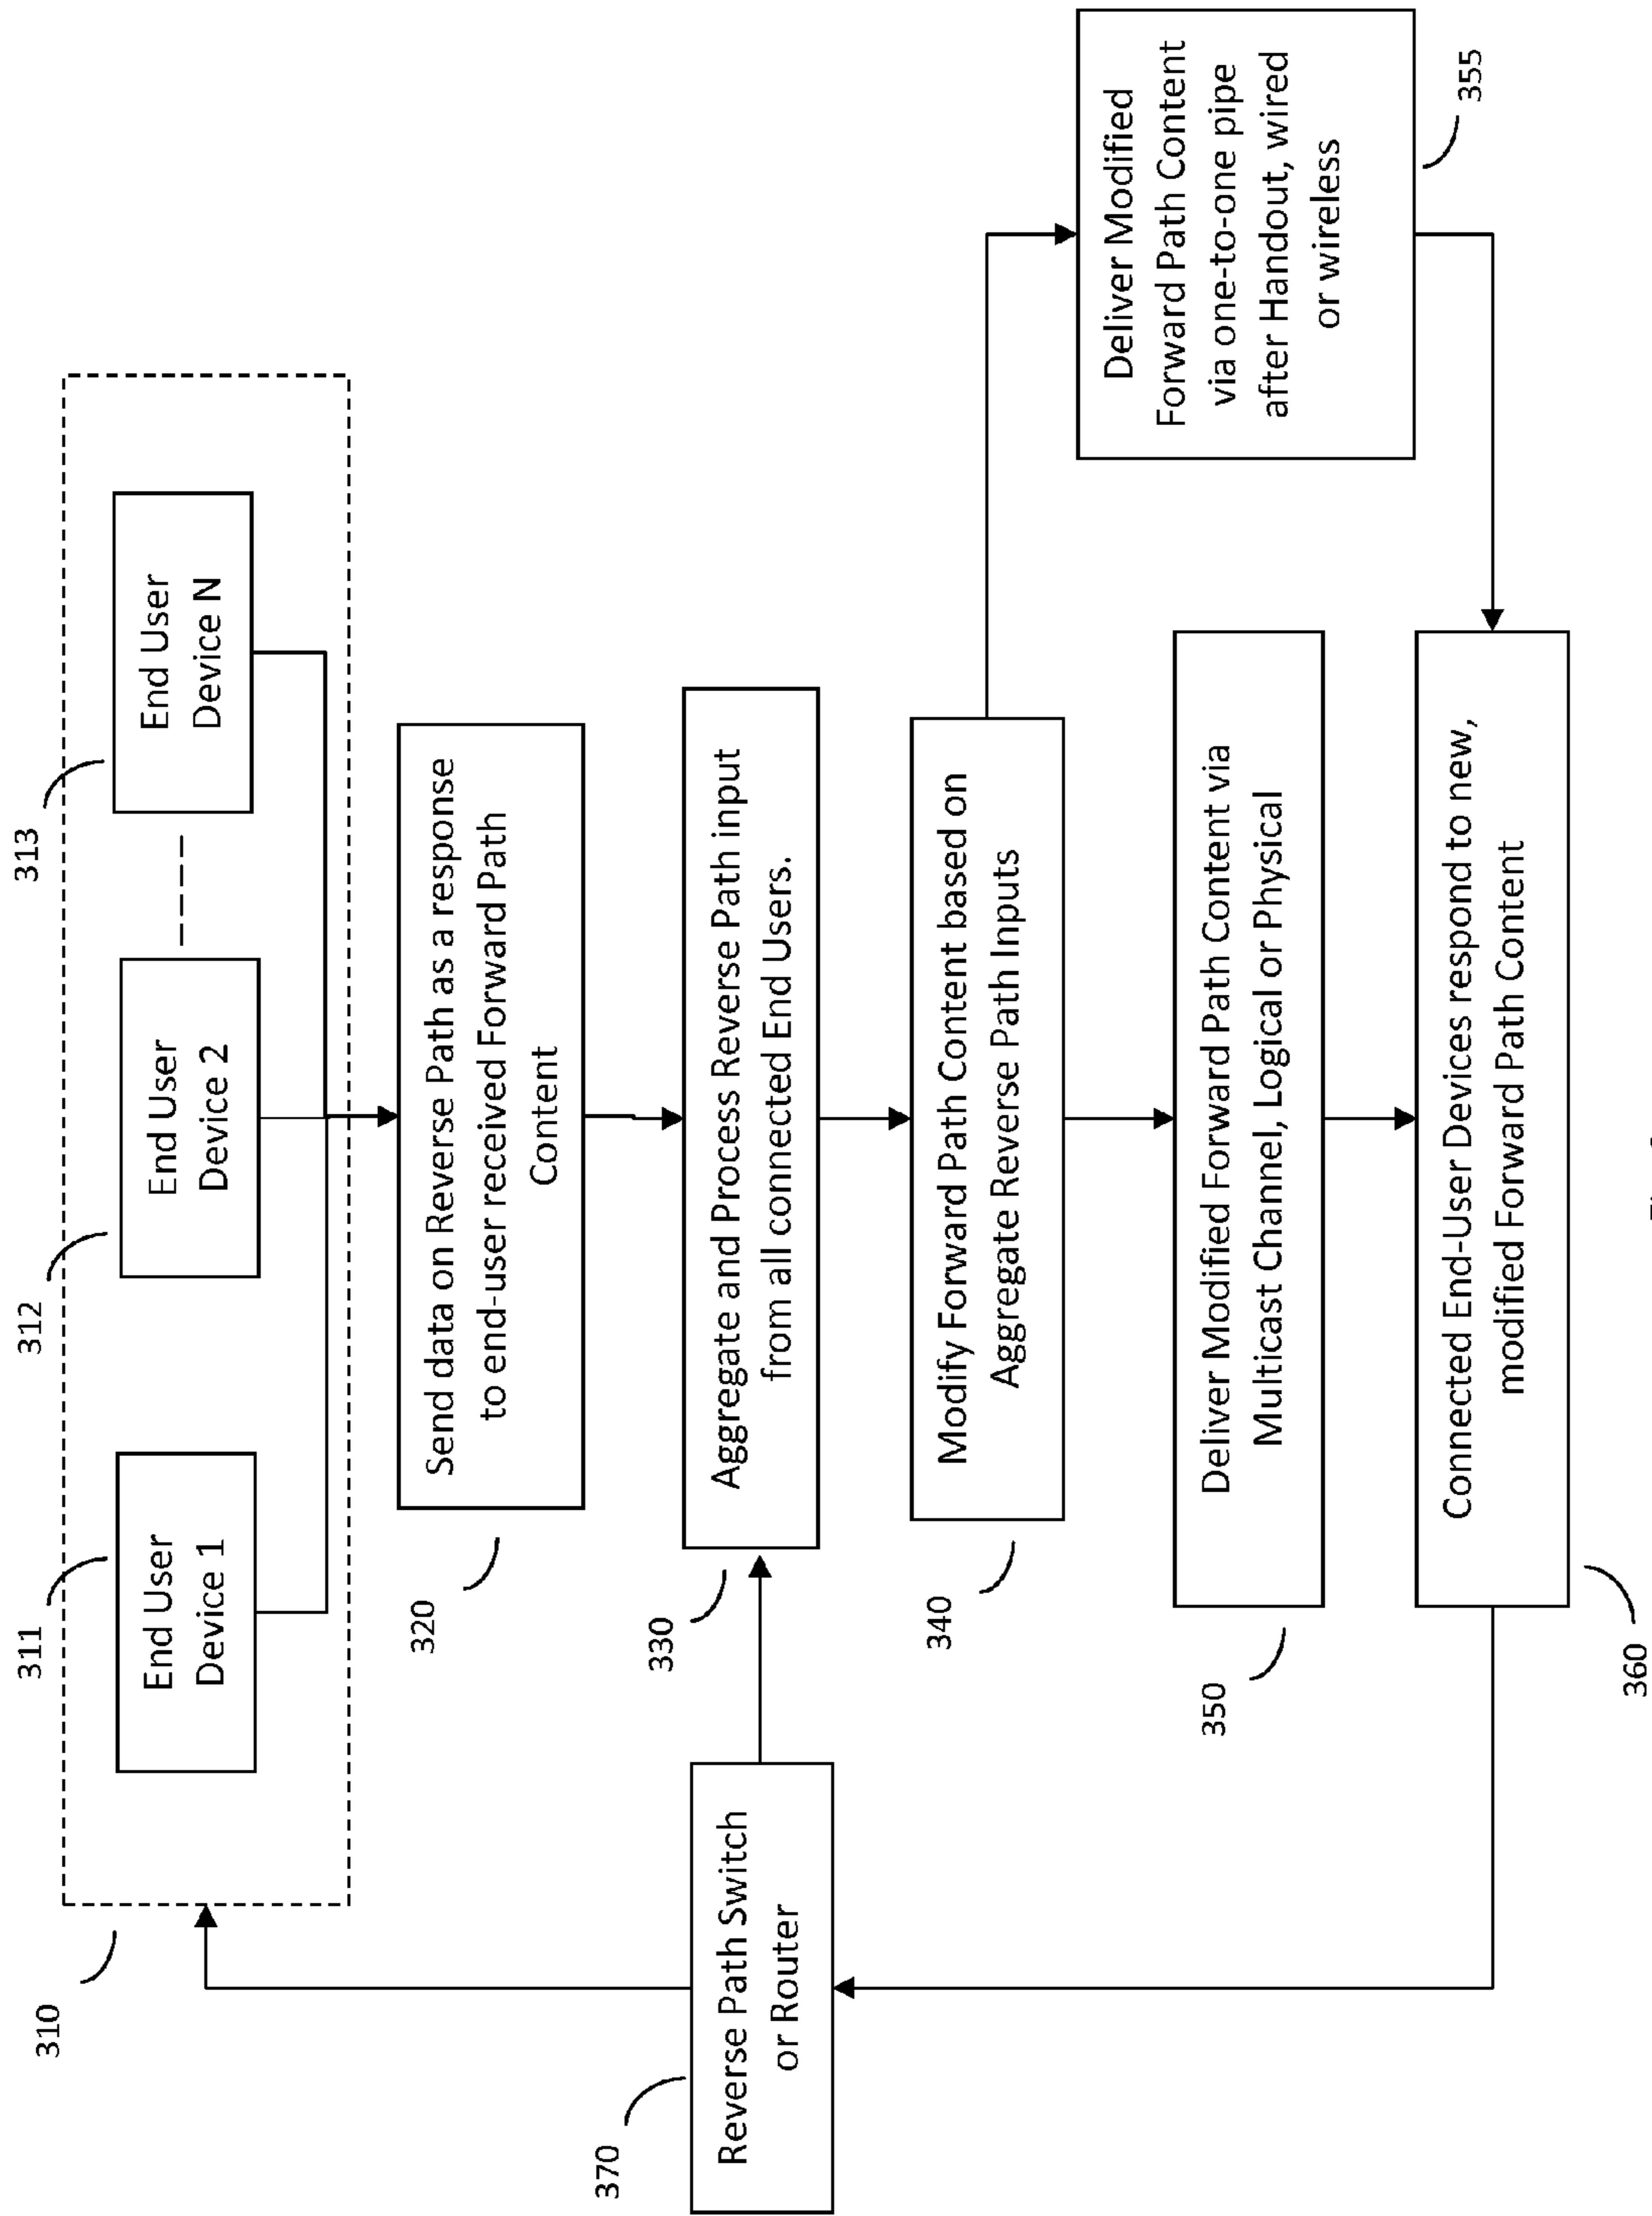 310
311
End User
Device 1
312
End User
Device 2
313
End User
Device N
320
Send data on Reverse Path as a response
to end-user received Forward Path
Content
370
Reverse Path Switch
or Router
330
Aggregate and Process Reverse Path input
from all connected End Users.
340
Modify Forward Path Content based on
Aggregate Reverse Path Inputs
350
Deliver Modified Forward Path Content via
Multicast Channel, Logical or Physical
Deliver Modified
Forward Path Content
via one-to-one pipe
after Handout, wired
or wireless
355
360
Connected End-User Devices respond to new,
modified Forward Path Content